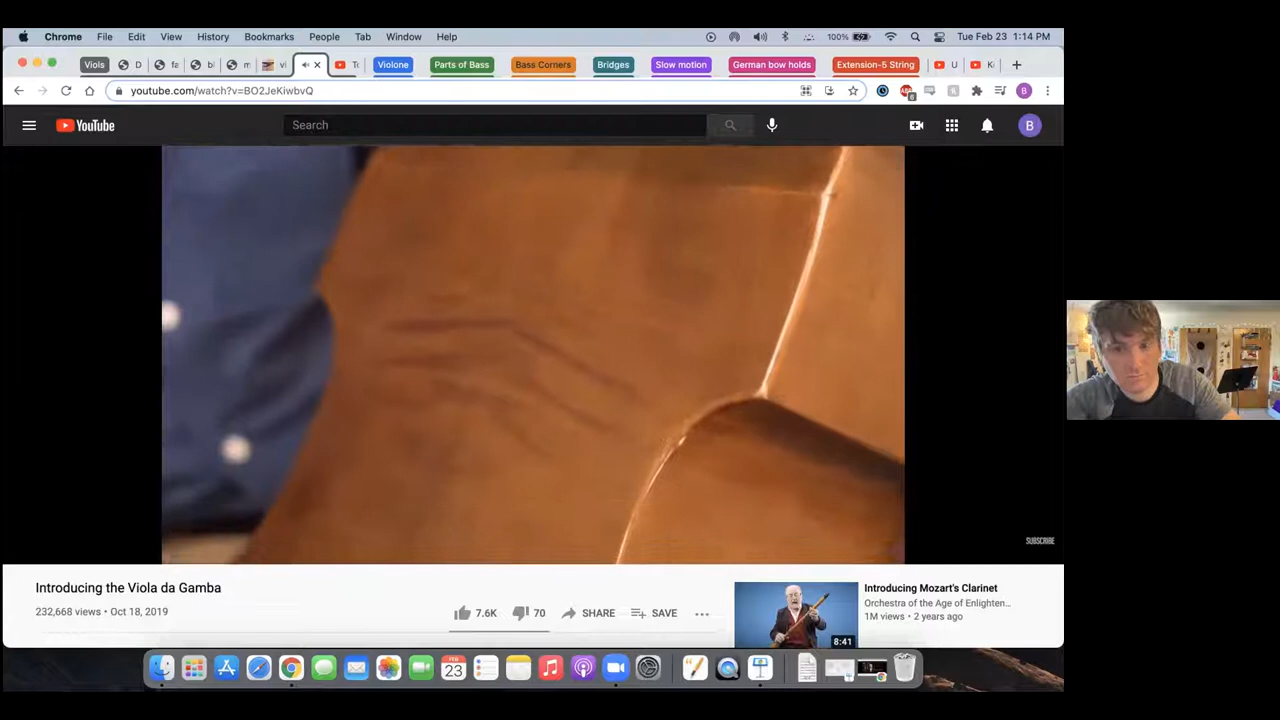 Chrome File Edit View History Bookmarks People Tab Window Help 100% Tue Feb 23 1:14 PM
Viols D fa b m vi Violone Parts of Bass Bass Corners Bridges Slow motion German bow holds Extension-5 String U K
youtube.com/watch?v=BO2JeKiwbvQ
YouTube Search B
SUBSCRIBE
Introducing the Viola da Gamba
232,668 views • Oct 18, 2019
7.6K 70 SHARE SAVE
Introducing Mozart's Clarinet
Orchestra of the Age of Enlighten...
1M views • 2 years ago
8:41
FEB
23